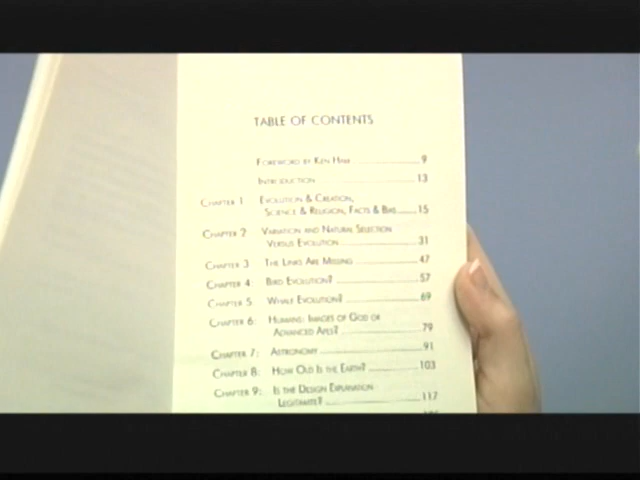 TABLE OF CONTENTS
FOREWORD BY KEN HAM 9
INTRODUCTION 13
CHAPTER 1 EVOLUTION & CREATION,
SCIENCE & RELIGION, FACTS & BIAS 15
CHAPTER 2 VARIATION AND NATURAL SELECTION
VERSUS EVOLUTION 31
CHAPTER 3 THE LINKS ARE MISSING 47
CHAPTER 4: BIRD EVOLUTION? 57
CHAPTER 5 WHALE EVOLUTION? 69
CHAPTER 6: HUMANS: IMAGES OF GOD OR
ADVANCED APES? 79
CHAPTER 7: ASTRONOMY 91
CHAPTER 8: HOW OLD IS THE EARTH? 103
CHAPTER 9: IS THE DESIGN EXPLANATION
LEGITIMATE? 117